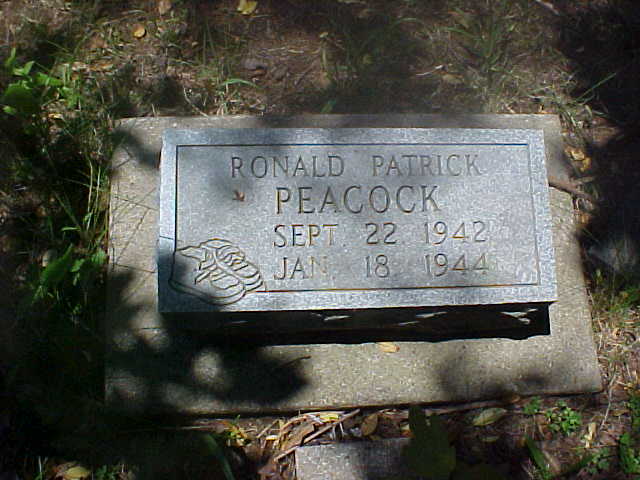 RONALD PATRICK
PEACOCK
SEPT 22 1942
JAN 18 1944